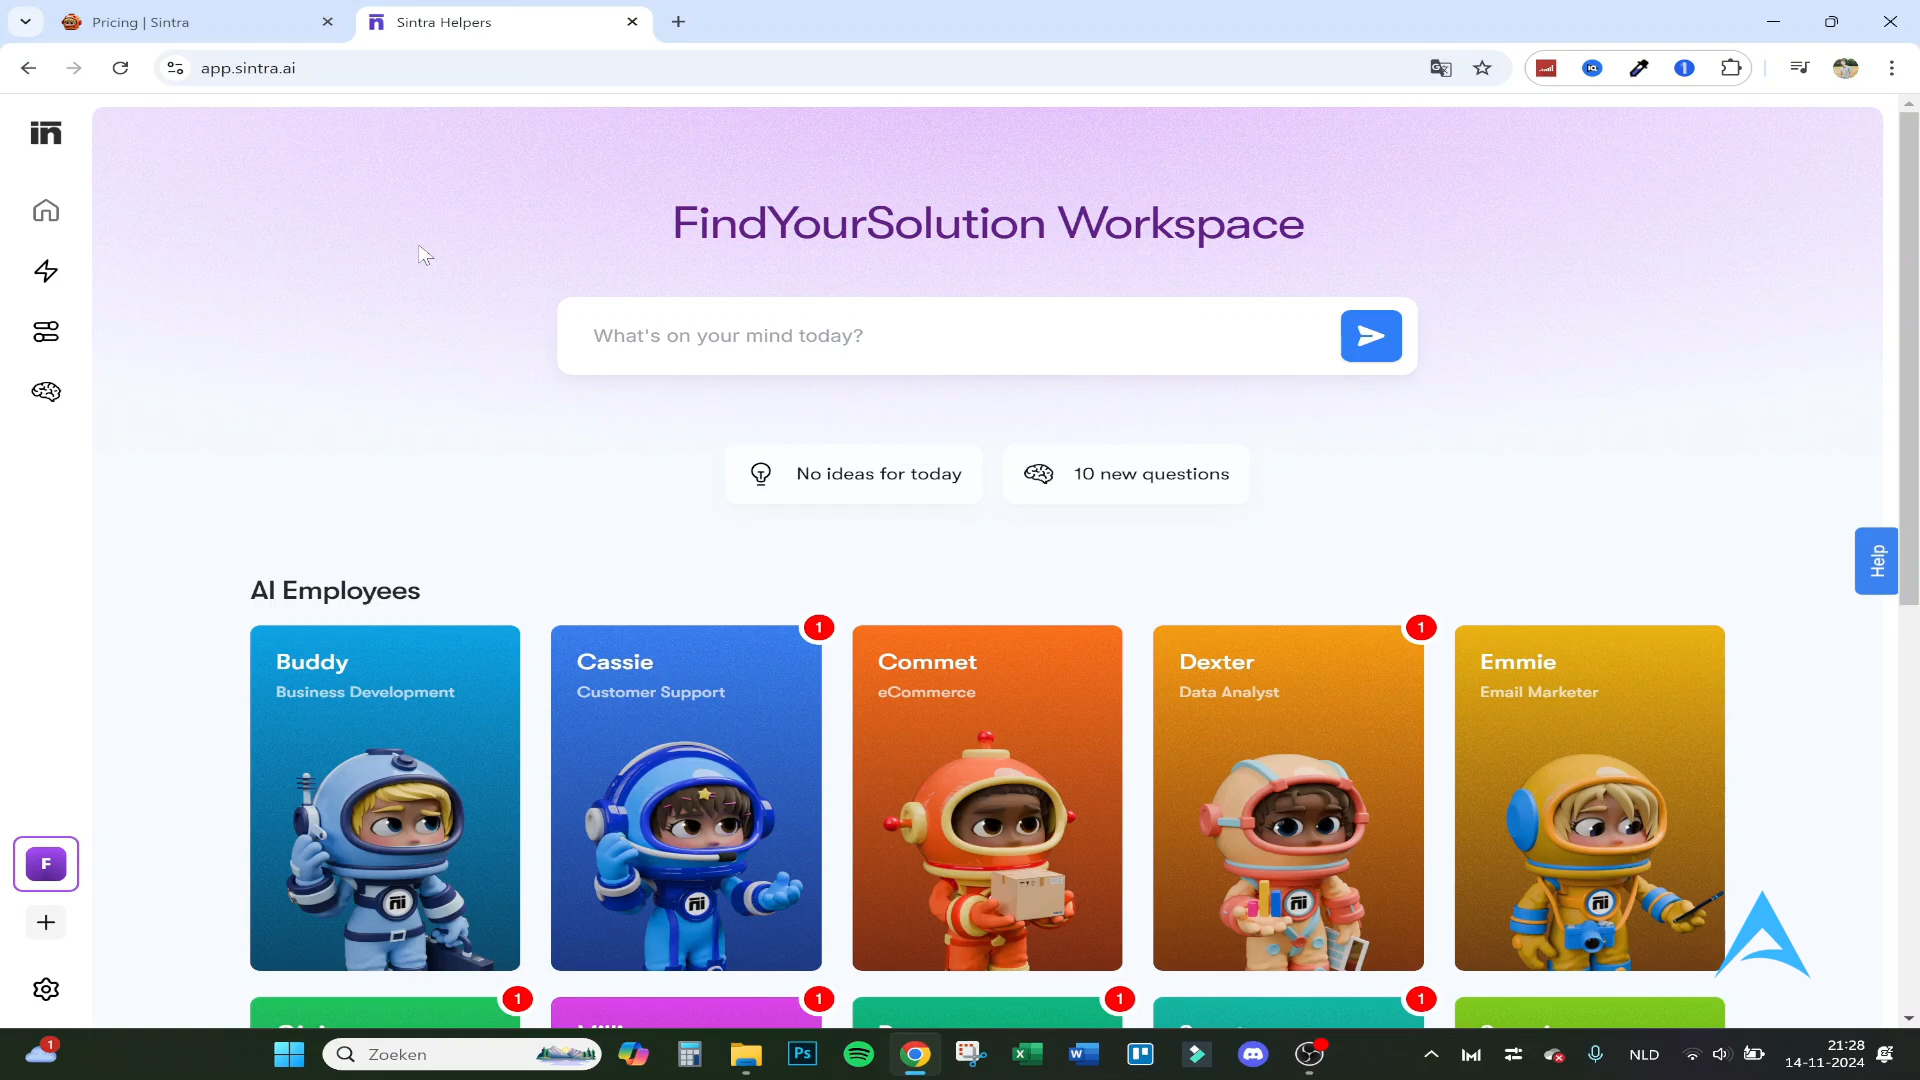 Pricing | Sintra
Sintra Helpers
app.sintra.ai
FindYourSolution Workspace
What's on your mind today?
No ideas for today
10 new questions
Help
AI Employees
Buddy
Business Development
1
Cassie
Customer Support
Commet
eCommerce
1
Dexter
Data Analyst
Emmie
Email Marketer
F
1
1
1
1
1
Zoeken
Ps
NLD
21:28
14-11-2024